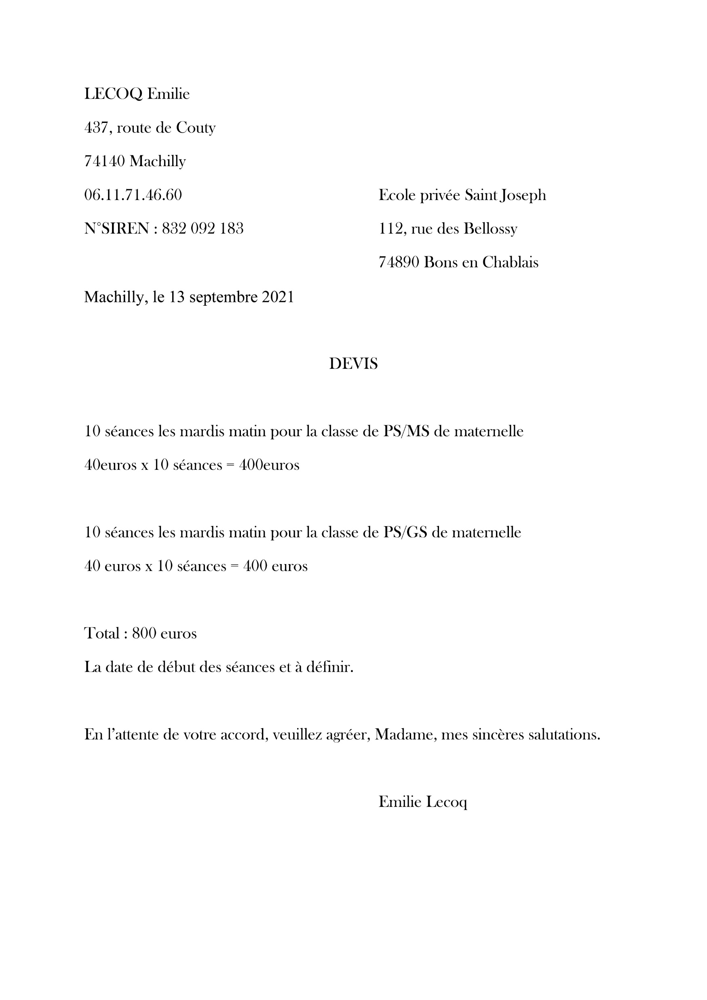 LECOQ Emilie
437, route de Couty
74140 Machilly
06.11.71.46.60
Ecole privée Saint Joseph
N°SIREN : 832 092 183
112, rue des Bellossy
74890 Bons en Chablais
Machilly, le 13 septembre 2021
DEVIS
10 séances les mardis matin pour la classe de PS/MS de maternelle
40euros x 10 séances = 400euros
10 séances les mardis matin pour la classe de PS/GS de maternelle
40 euros x 10 séances = 400 euros
Total : 800 euros
La date de début des séances et à définir.
En l’attente de votre accord, veuillez agréer, Madame, mes sincères salutations.
Emilie Lecoq